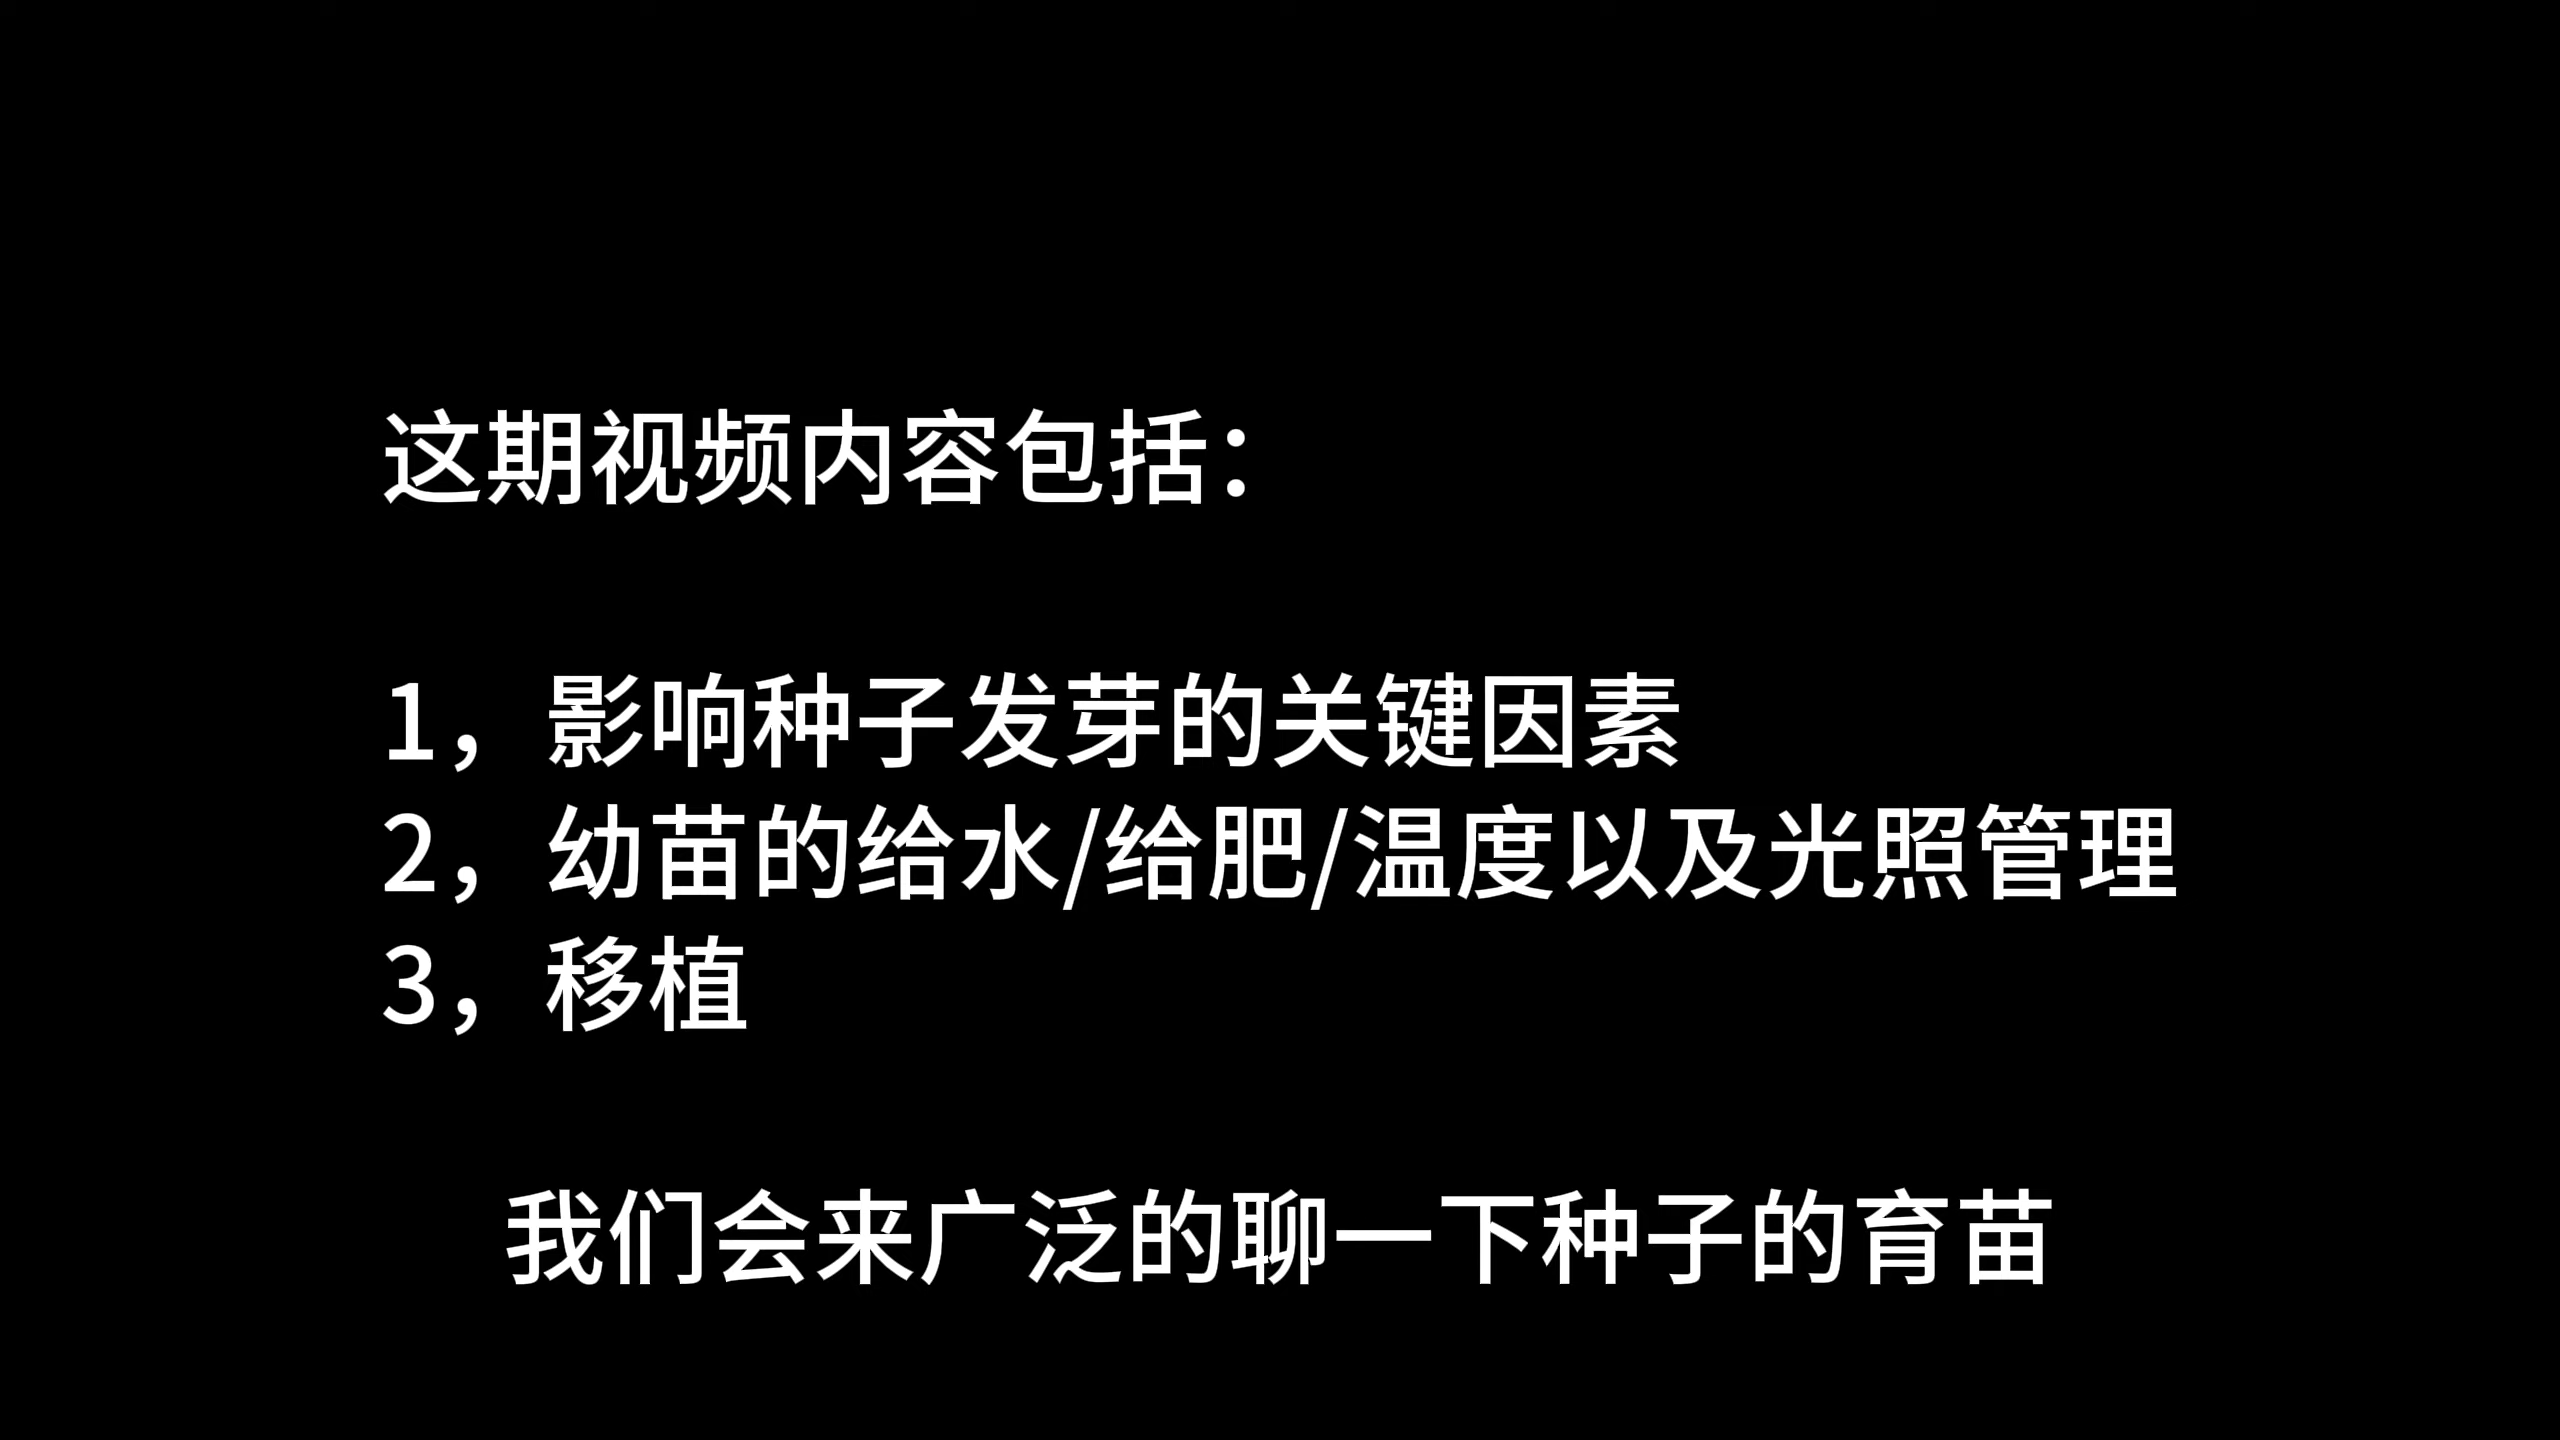 这期视频内容包括：
1，影响种子发芽的关键因素
2，幼苗的给水/给肥/温度以及光照管理
3，移植
我们会来广泛的聊一下种子的育苗